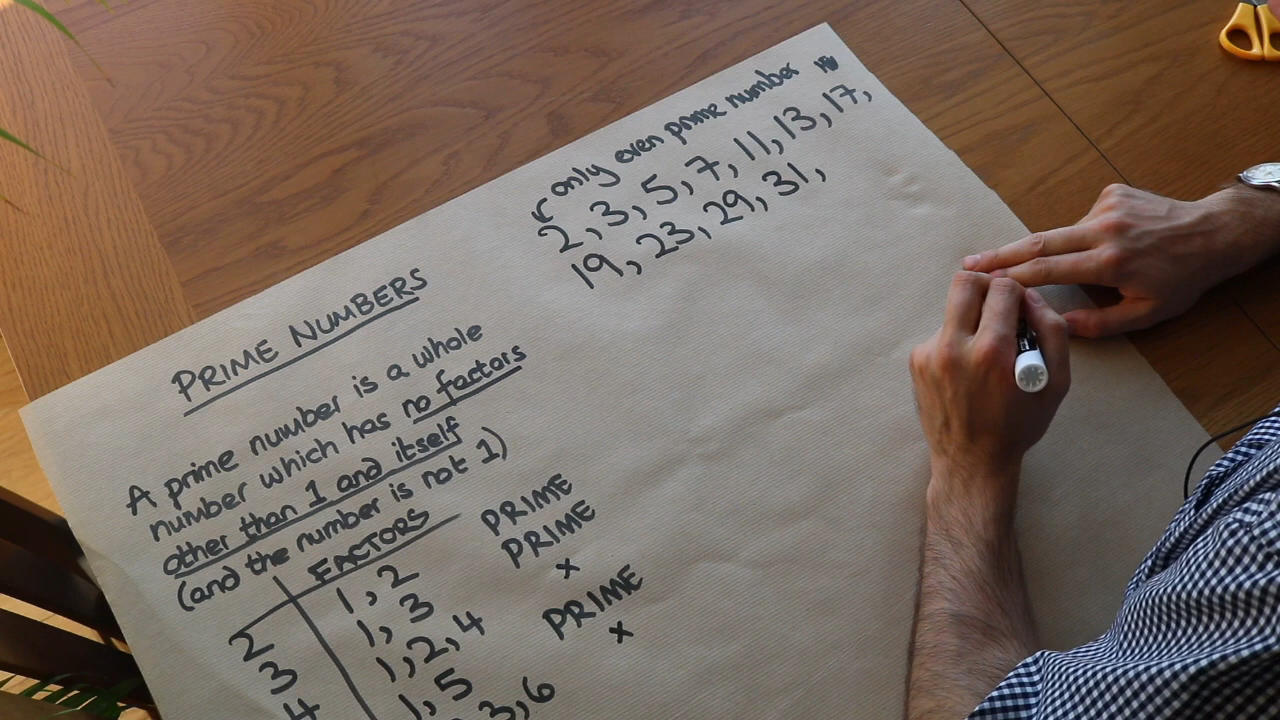 PRIME NUMBERS
A prime number is a whole
number which has no factors
other than 1 and itself
(and the number is not 1)
FACTORS
2 1, 2 PRIME
3 1, 3 PRIME
4 1, 2, 4 x
1, 5 PRIME
3, 6 x
only even prime number
2, 3, 5, 7, 11, 13, 17,
19, 23, 29, 31,